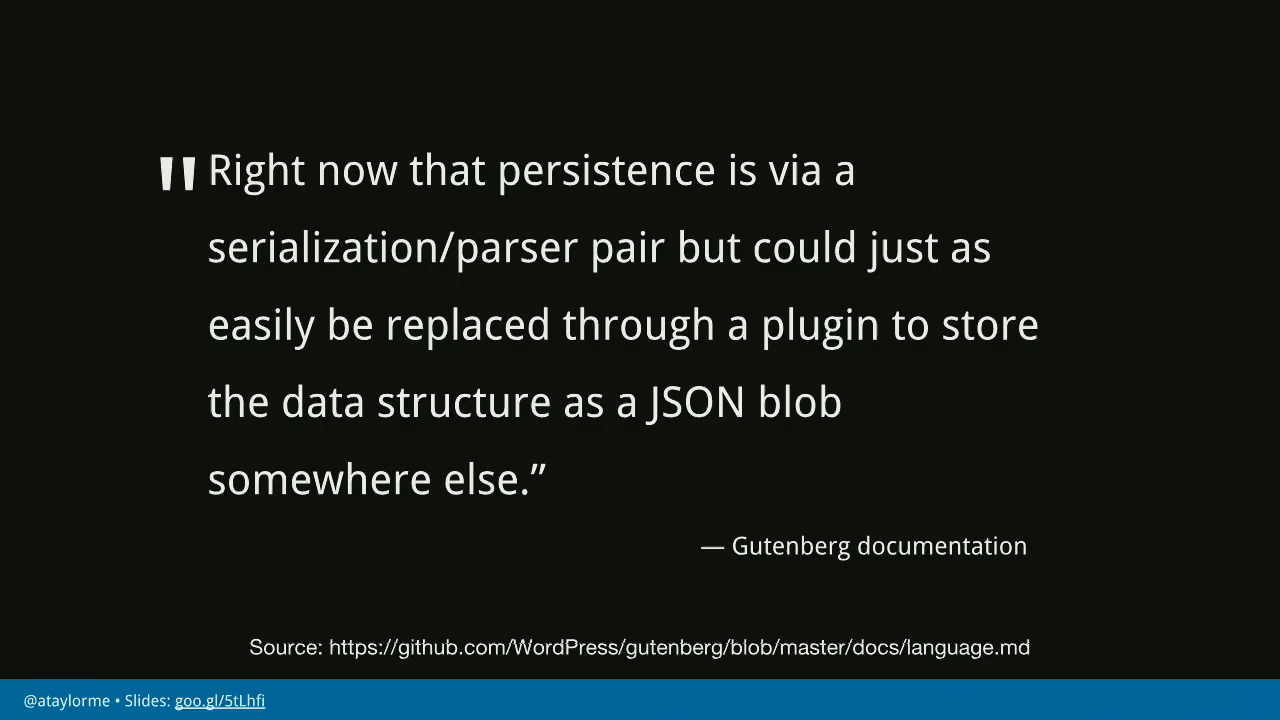 "Right now that persistence is via a
serialization/parser pair but could just as
easily be replaced through a plugin to store
the data structure as a JSON blob
somewhere else.”
— Gutenberg documentation
Source: https://github.com/WordPress/gutenberg/blob/master/docs/language.md
@ataylorme • Slides: goo.gl/5tLhfi